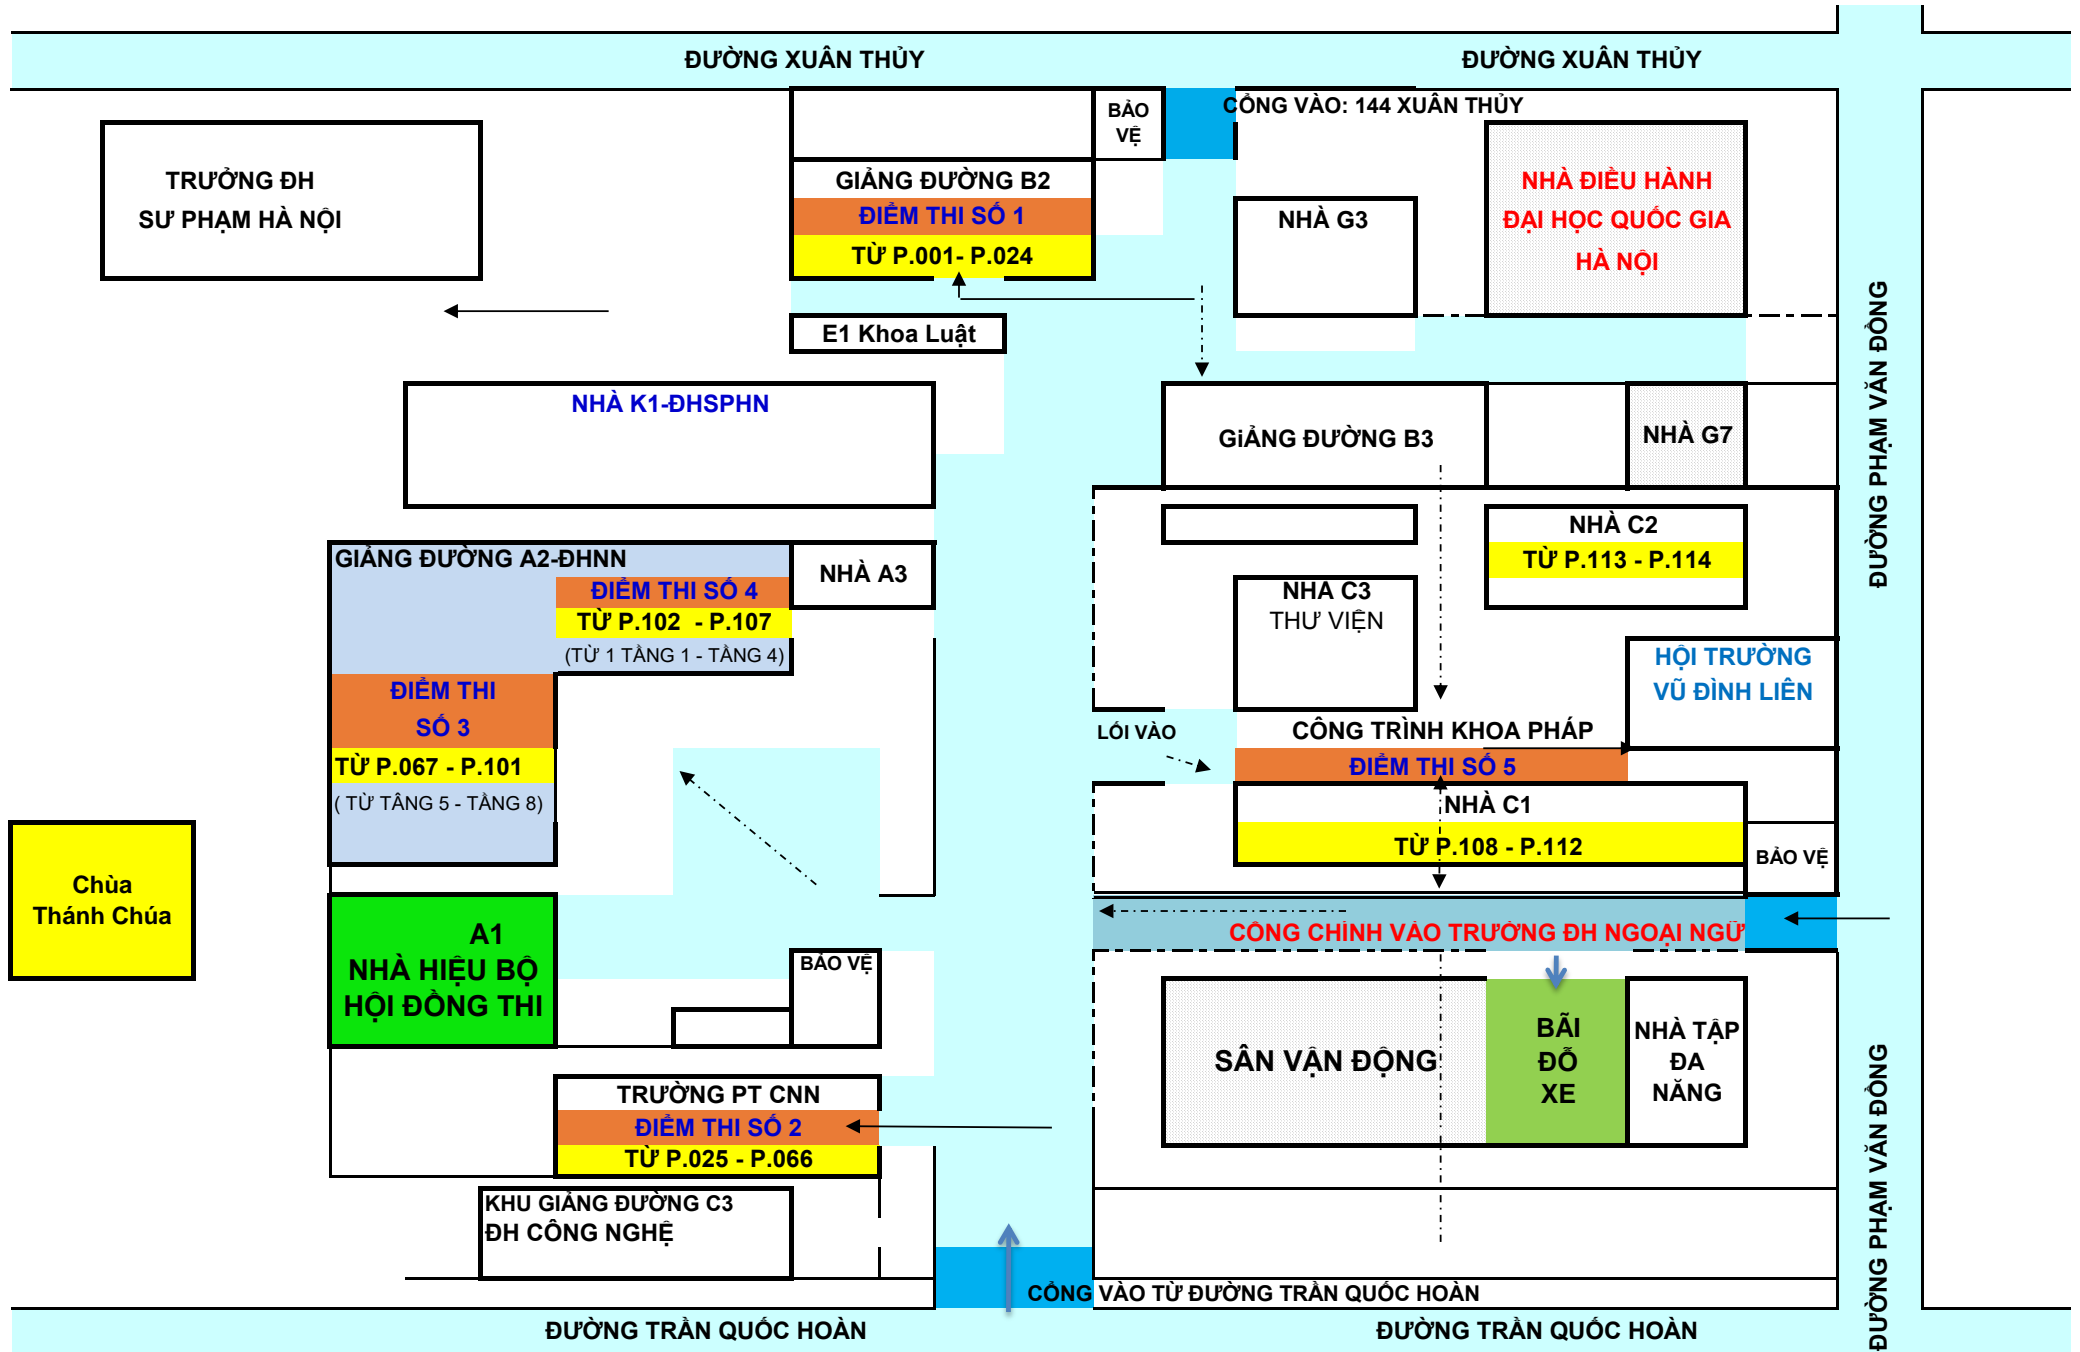 ĐƯỜNG XUÂN THỦY
ĐƯỜNG XUÂN THỦY
CỔNG VÀO: 144 XUÂN THỦY
BẢO
VỆ
TRƯỞNG ĐH
SƯ PHẠM HÀ NỘI
GIẢNG ĐƯỜNG B2
ĐIỂM THI SỐ 1
TỪ P.001- P.024
NHÀ G3
NHÀ ĐIỀU HÀNH
ĐẠI HỌC QUỐC GIA
HÀ NỘI
E1 Khoa Luật
NHÀ K1-ĐHSPHN
GiẢNG ĐƯỜNG B3
NHÀ G7
ĐƯỜNG PHẠM VĂN ĐỒNG
GIẢNG ĐƯỜNG A2-ĐHNN
ĐIỂM THI SỐ 4
TỪ P.102 - P.107
(TỪ 1 TẦNG 1 - TẦNG 4)
NHÀ A3
NHÀ C2
TỪ P.113 - P.114
NHA C3
THƯ VIỆN
HỘI TRƯỜNG
VŨ ĐÌNH LIÊN
ĐIỂM THI
SỐ 3
TỪ P.067 - P.101
( TỪ TÂNG 5 - TẦNG 8)
LỐI VÀO
CÔNG TRÌNH KHOA PHÁP
ĐIỂM THI SỐ 5
NHÀ C1
TỪ P.108 - P.112
BẢO VỆ
Chùa
Thánh Chúa
A1
NHÀ HIỆU BỘ
HỘI ĐỒNG THI
BẢO VỆ
CỔNG CHÍNH VÀO TRƯỜNG ĐH NGOẠI NGỮ
SÂN VẬN ĐỘNG
BÃI
ĐỖ
XE
NHÀ TẬP
ĐA
NĂNG
TRƯỜNG PT CNN
ĐIỂM THI SỐ 2
TỪ P.025 - P.066
KHU GIẢNG ĐƯỜNG C3
ĐH CÔNG NGHỆ
ĐƯỜNG PHẠM VĂN ĐỒNG
CỔNG VÀO TỪ ĐƯỜNG TRẦN QUỐC HOÀN
ĐƯỜNG TRẦN QUỐC HOÀN
ĐƯỜNG TRẦN QUỐC HOÀN